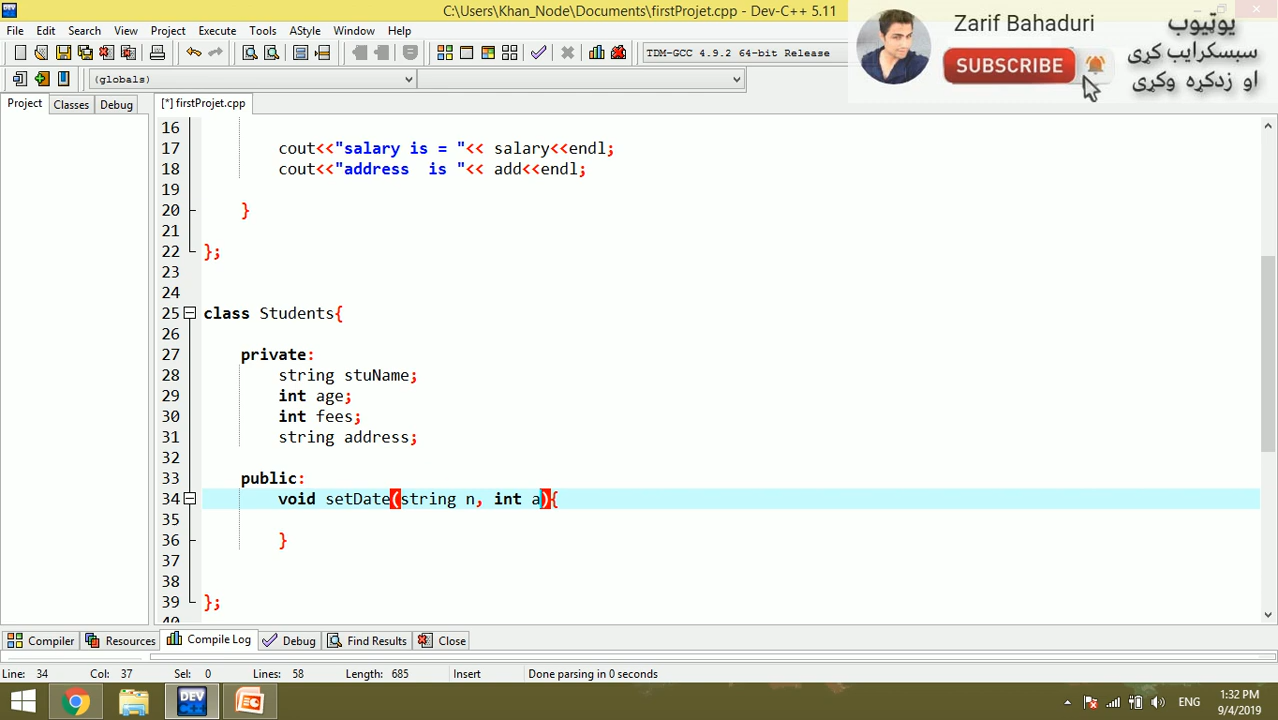 C:\Users\Khan_Node\Documents\firstProjet.cpp - Dev-C++ 5.11
File Edit Search View Project Execute Tools AStyle Window Help
TDM-GCC 4.9.2 64-bit Release
(globals)
Zarif Bahaduri
SUBSCRIBE
یوټیوب
سبسکرایب کړی
او زدکړه وکړی
Project Classes Debug
[*] firstProjet.cpp
16
17 cout<<"salary is = "<< salary<<endl;
18 cout<<"address  is "<< add<<endl;
19
20 }
21
22 };
23
24
25 class Students{
26
27 private:
28 string stuName;
29 int age;
30 int fees;
31 string address;
32
33 public:
34 void setDate(string n, int a){
35
36 }
37
38
39 };
40
Compiler Resources Compile Log Debug Find Results Close
Line: 34 Col: 37 Sel: 0 Lines: 58 Length: 685 Insert Done parsing in 0 seconds
DEV C++
ENG
1:32 PM
9/4/2019